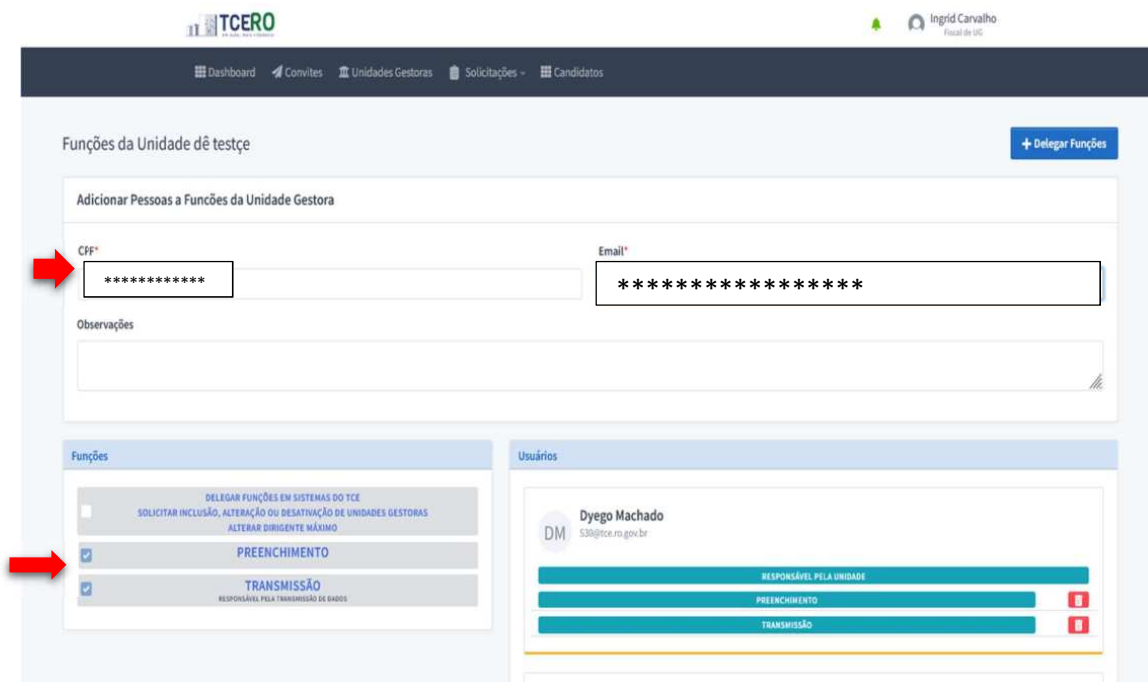 TCERO
Ingrid Carvalho
Fiscal de UG
Dashboard Convites Unidades Gestoras Solicitações Candidatos
Funções da Unidade dê testçe
+ Delegar Funções
Adicionar Pessoas a Funcões da Unidade Gestora
CPF*
Email*
************
*****************
Observações
Funções
Usuários
DELEGAR FUNÇÕES EM SISTEMAS DO TCE
SOLICITAR INCLUSÃO, ALTERAÇÃO OU DESATIVAÇÃO DE UNIDADES GESTORAS
ALTERAR DIRIGENTE MÁXIMO
PREENCHIMENTO
TRANSMISSÃO
RESPONSÁVEL PELA TRANSMISSÃO DE DADOS
DM
Dyego Machado
530@tce.ro.gov.br
RESPONSÁVEL PELA UNIDADE
PREENCHIMENTO
TRANSMISSÃO